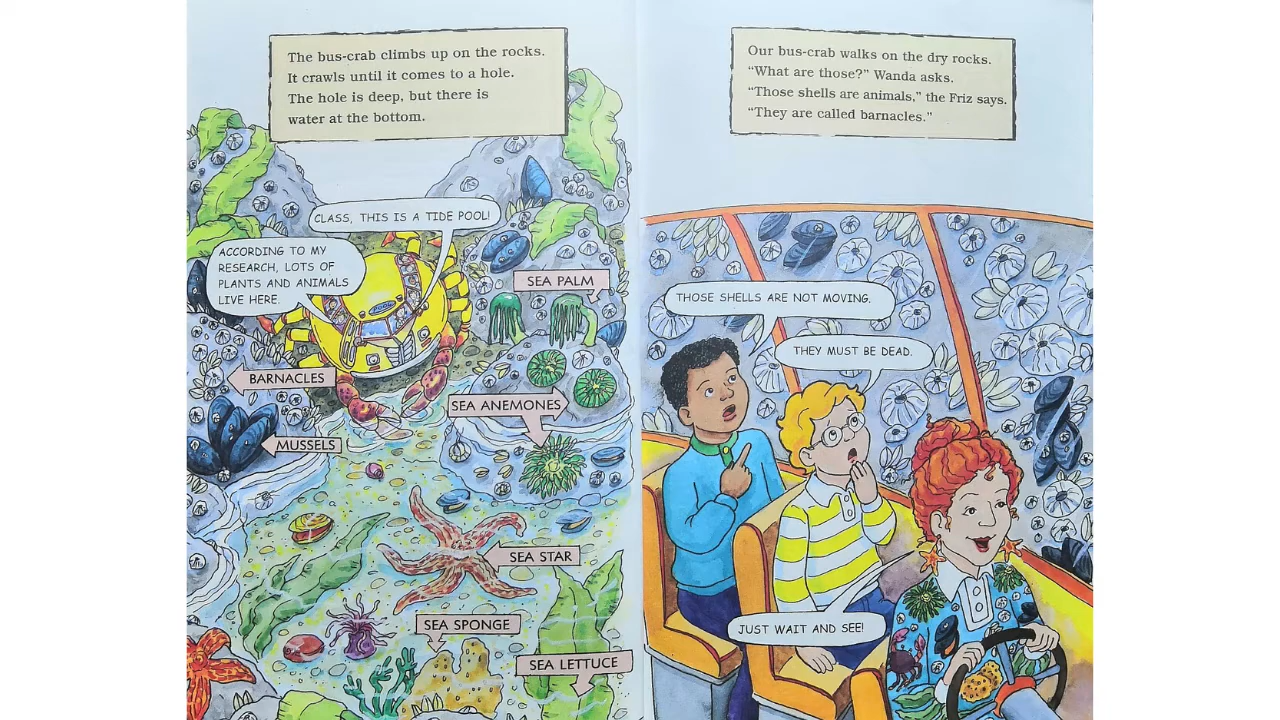 The bus-crab climbs up on the rocks.
It crawls until it comes to a hole.
The hole is deep, but there is
water at the bottom.
CLASS, THIS IS A TIDE POOL!
ACCORDING TO MY
RESEARCH, LOTS OF
PLANTS AND ANIMALS
LIVE HERE.
SEA PALM
BARNACLES
SEA ANEMONES
MUSSELS
SEA STAR
SEA SPONGE
SEA LETTUCE
Our bus-crab walks on the dry rocks.
“What are those?” Wanda asks.
“Those shells are animals,” the Friz says.
“They are called barnacles.”
THOSE SHELLS ARE NOT MOVING.
THEY MUST BE DEAD.
JUST WAIT AND SEE!